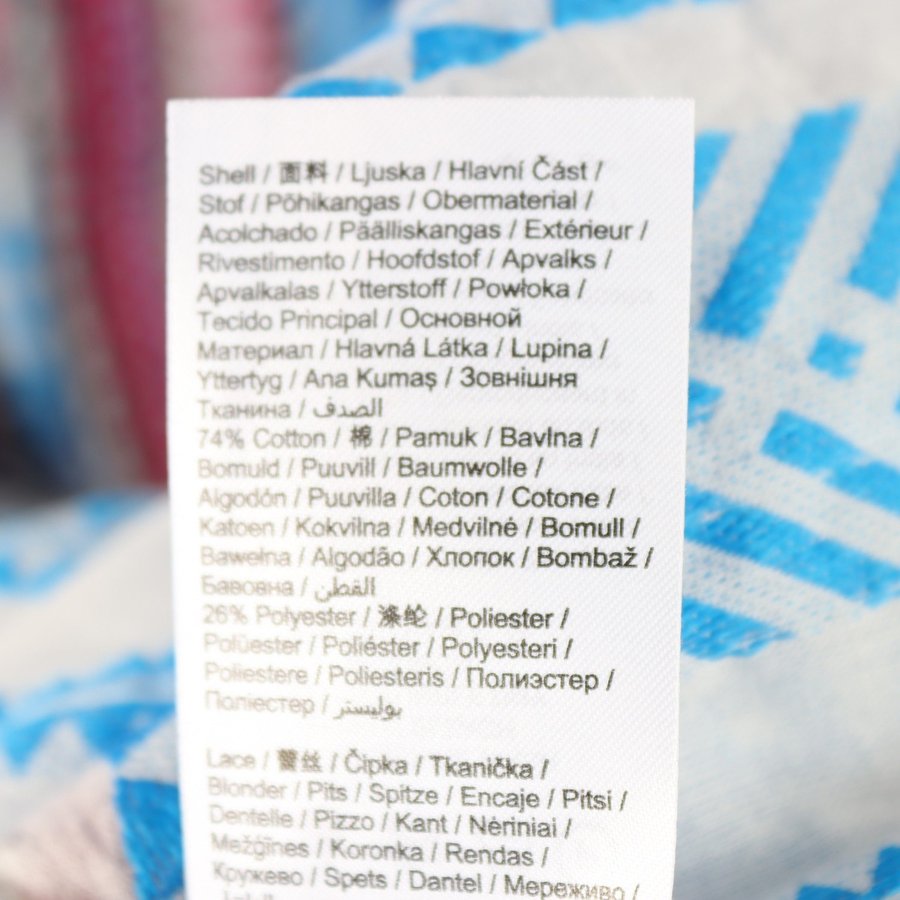 Shell / 面料 / Ljuska / Hlavní Část /
Stof / Põhikangas / Obermaterial /
Acolchado / Päälliskangas / Extérieur /
Rivestimento / Hoofdstof / Apvalks /
Apvalkalas / Ytterstoff / Powłoka /
Tecido Principal / Основной
Материал / Hlavná Látka / Lupina /
Yttertyg / Ana Kumaş / Зовнішня
Тканина / الصدف
74% Cotton / 棉 / Pamuk / Bavlna /
Bomuld / Puuvill / Baumwolle /
Algodón / Puuvilla / Coton / Cotone /
Katoen / Kokvilna / Medvilnė / Bomull /
Bawełna / Algodão / Хлопок / Bombaž /
Бавовна / القطن
26% Polyester / 涤纶 / Poliester /
Polüester / Poliéster / Polyesteri /
Poliestere / Poliesteris / Полиэстер /
Поліестер / بوليستر
Lace / 蕾丝 / Čipka / Tkanička /
Blonder / Pits / Spitze / Encaje / Pitsi /
Dentelle / Pizzo / Kant / Nėriniai /
Mežģīnes / Koronka / Rendas /
Кружево / Spets / Dantel / Мереживо /